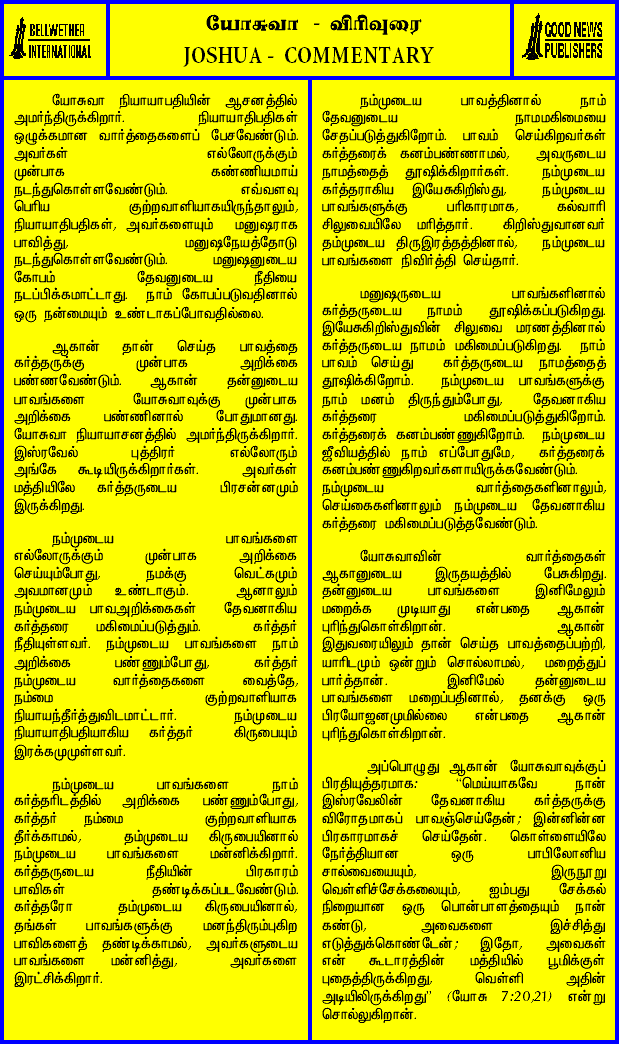 BELLWETHER
INTERNATIONAL
யோசுவா - விரிவுரை
JOSHUA - COMMENTARY
GOOD NEWS
PUBLISHERS
யோசுவா நியாயாபதியின் ஆசனத்தில்
அமர்ந்திருக்கிறார். நியாயாதிபதிகள்
ஒழுக்கமான வார்த்தைகளைப் பேசவேண்டும்.
அவர்கள் எல்லோருக்கும்
முன்பாக கண்ணியமாய்
நடந்துகொள்ளவேண்டும். எவ்வளவு
பெரிய குற்றவாளியாகயிருந்தாலும்,
நியாயாதிபதிகள், அவர்களையும் மனுஷராக
பாவித்து, மனுஷநேயத்தோடு
நடந்துகொள்ளவேண்டும். மனுஷனுடைய
கோபம் தேவனுடைய நீதியை
நடப்பிக்கமாட்டாது. நாம் கோபப்படுவதினால்
ஒரு நன்மையும் உண்டாகப்போவதில்லை.
ஆகான் தான் செய்த பாவத்தை
கர்த்தருக்கு முன்பாக அறிக்கை
பண்ணவேண்டும். ஆகான் தன்னுடைய
பாவங்களை யோசுவாவுக்கு முன்பாக
அறிக்கை பண்ணினால் போதுமானது.
யோசுவா நியாயாசனத்தில் அமர்ந்திருக்கிறார்.
இஸ்ரவேல் புத்திரர் எல்லோரும்
அங்கே கூடியிருக்கிறார்கள். அவர்கள்
மத்தியிலே கர்த்தருடைய பிரசன்னமும்
இருக்கிறது.
நம்முடைய பாவங்களை
எல்லோருக்கும் முன்பாக அறிக்கை
செய்யும்போது, நமக்கு வெட்கமும்
அவமானமும் உண்டாகும். ஆனாலும்
நம்முடைய பாவஅறிக்கைகள் தேவனாகிய
கர்த்தரை மகிமைப்படுத்தும். கர்த்தர்
நீதியுள்ளவர். நம்முடைய பாவங்களை நாம்
அறிக்கை பண்ணும்போது, கர்த்தர்
நம்முடைய வார்த்தைகளை வைத்தே,
நம்மை குற்றவாளியாக
நியாயந்தீர்த்துவிடமாட்டார். நம்முடைய
நியாயாதிபதியாகிய கர்த்தர் கிருபையும்
இரக்கமுமுள்ளவர்.
நம்முடைய பாவங்களை நாம்
கர்த்தரிடத்தில் அறிக்கை பண்ணும்போது,
கர்த்தர் நம்மை குற்றவாளியாக
தீர்க்காமல், தம்முடைய கிருபையினால்
நம்முடைய பாவங்களை மன்னிக்கிறார்.
கர்த்தருடைய நீதியின் பிரகாரம்
பாவிகள் தண்டிக்கப்படவேண்டும்.
கர்த்தரோ தம்முடைய கிருபையினால்,
தங்கள் பாவங்களுக்கு மனந்திரும்புகிற
பாவிகளைத் தண்டிக்காமல், அவர்களுடைய
பாவங்களை மன்னித்து, அவர்களை
இரட்சிக்கிறார்.
நம்முடைய பாவத்தினால் நாம்
தேவனுடைய நாமமகிமையை
சேதப்படுத்துகிறோம். பாவம் செய்கிறவர்கள்
கர்த்தரைக் கனம்பண்ணாமல், அவருடைய
நாமத்தைத் தூஷிக்கிறார்கள். நம்முடைய
கர்த்தராகிய இயேசுகிறிஸ்து, நம்முடைய
பாவங்களுக்கு பரிகாரமாக, கல்வாரி
சிலுவையிலே மரித்தார். கிறிஸ்துவானவர்
தம்முடைய திருஇரத்தத்தினால், நம்முடைய
பாவங்களை நிவிர்த்தி செய்தார்.
மனுஷருடைய பாவங்களினால்
கர்த்தருடைய நாமம் தூஷிக்கப்படுகிறது.
இயேசுகிறிஸ்துவின் சிலுவை மரணத்தினால்
கர்த்தருடைய நாமம் மகிமைப்படுகிறது. நாம்
பாவம் செய்து கர்த்தருடைய நாமத்தைத்
தூஷிக்கிறோம். நம்முடைய பாவங்களுக்கு
நாம் மனம் திருந்தும்போது, தேவனாகிய
கர்த்தரை மகிமைப்படுத்துகிறோம்.
கர்த்தரைக் கனம்பண்ணுகிறோம். நம்முடைய
ஜீவியத்தில் நாம் எப்போதுமே, கர்த்தரைக்
கனம்பண்ணுகிறவர்களாயிருக்கவேண்டும்.
நம்முடைய வார்த்தைகளினாலும்,
செய்கைகளினாலும் நம்முடைய தேவனாகிய
கர்த்தரை மகிமைப்படுத்தவேண்டும்.
யோசுவாவின் வார்த்தைகள்
ஆகானுடைய இருதயத்தில் பேசுகிறது.
தன்னுடைய பாவங்களை இனிமேலும்
மறைக்க முடியாது என்பதை ஆகான்
புரிந்துகொள்கிறான். ஆகான்
இதுவரையிலும் தான் செய்த பாவத்தைப்பற்றி,
யாரிடமும் ஒன்றும் சொல்லாமல், மறைத்துப்
பார்த்தான். இனிமேல் தன்னுடைய
பாவங்களை மறைப்பதினால், தனக்கு ஒரு
பிரயோஜனமுமில்லை என்பதை ஆகான்
புரிந்துகொள்கிறான்.
அப்பொழுது ஆகான் யோசுவாவுக்குப்
பிரதியுத்தரமாக: "மெய்யாகவே நான்
இஸ்ரவேலின் தேவனாகிய கர்த்தருக்கு
விரோதமாகப் பாவஞ்செய்தேன்; இன்னின்ன
பிரகாரமாகச் செய்தேன். கொள்ளையிலே
நேர்த்தியான ஒரு பாபிலோனிய
சால்வையையும், இருநூறு
வெள்ளிச்சேக்கலையும், ஐம்பது சேக்கல்
நிறையான ஒரு பொன்பாளத்தையும் நான்
கண்டு, அவைகளை இச்சித்து
எடுத்துக்கொண்டேன்; இதோ, அவைகள்
என் கூடாரத்தின் மத்தியில் பூமிக்குள்
புதைத்திருக்கிறது, வெள்ளி அதின்
அடியிலிருக்கிறது" (யோசு 7:20,21) என்று
சொல்லுகிறான்.